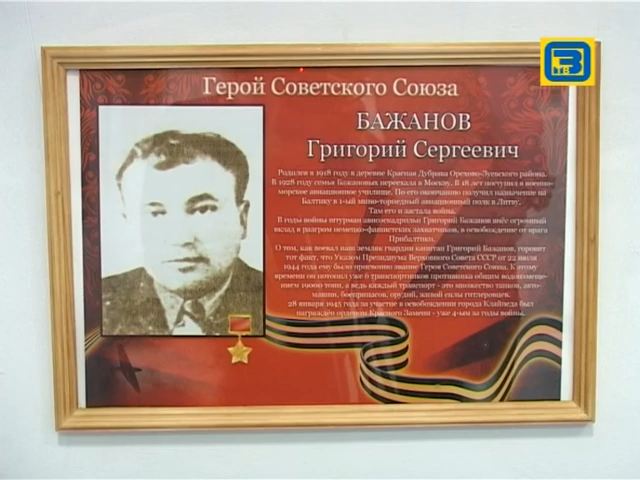 З
ТВ
Герой Советского Союза
БАЖАНОВ
Григорий Сергеевич
Родился в 1918 году в деревне Красная Дубрава Орехово-Зуевского района.
В 1928 году семья Бажановых переехала в Москву. В 18 лет поступил в военно-
морское авиационное училище. По его окончанию получил назначение на
Балтику в 1-ый минно-торпедный авиационный полк в Литву.
Там его и застала война.
В годы войны штурман авиаэскадрильи Григорий Бажанов внёс огромный
вклад в разгром немецко-фашистских захватчиков, в освобождение от врага
Прибалтики.
О том, как воевал наш земляк гвардии капитан Григорий Бажанов, говорит
тот факт, что Указом Президиума Верховного Совета СССР от 22 июля
1944 года ему было присвоено звание Героя Советского Союза. К этому
времени он потопил уже 6 транспортников противника общим водоизмеще-
нием 19000 тонн, а ведь каждый транспорт - это множество танков, авто-
машин, боеприпасов, орудий, живой силы гитлеровцев.
28 января 1945 года за участие в освобождении города Клайпеда был
награждён орденом Красного Знамени - уже 4-ым за годы войны.